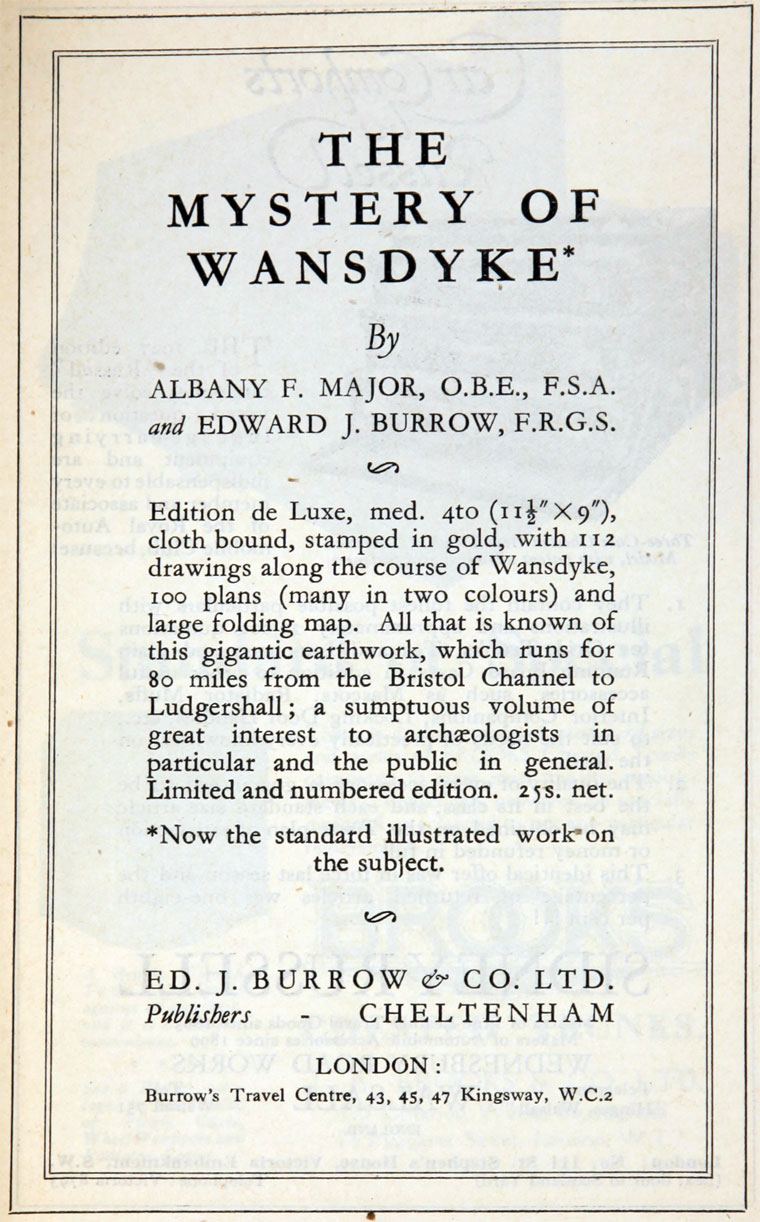 THE
MYSTERY OF
WANSDYKE*
By
ALBANY F. MAJOR, O.B.E., F.S.A.
and EDWARD J. BURROW, F.R.G.S.
Edition de Luxe, med. 4to (11½″×9″),
cloth bound, stamped in gold, with 112
drawings along the course of Wansdyke,
100 plans (many in two colours) and
large folding map. All that is known of
this gigantic earthwork, which runs for
80 miles from the Bristol Channel to
Ludgershall; a sumptuous volume of
great interest to archæologists in
particular and the public in general.
Limited and numbered edition. 25s. net.
*Now the standard illustrated work on
the subject.
ED. J. BURROW & CO. LTD.
Publishers - CHELTENHAM
LONDON:
Burrow's Travel Centre, 43, 45, 47 Kingsway, W.C.2